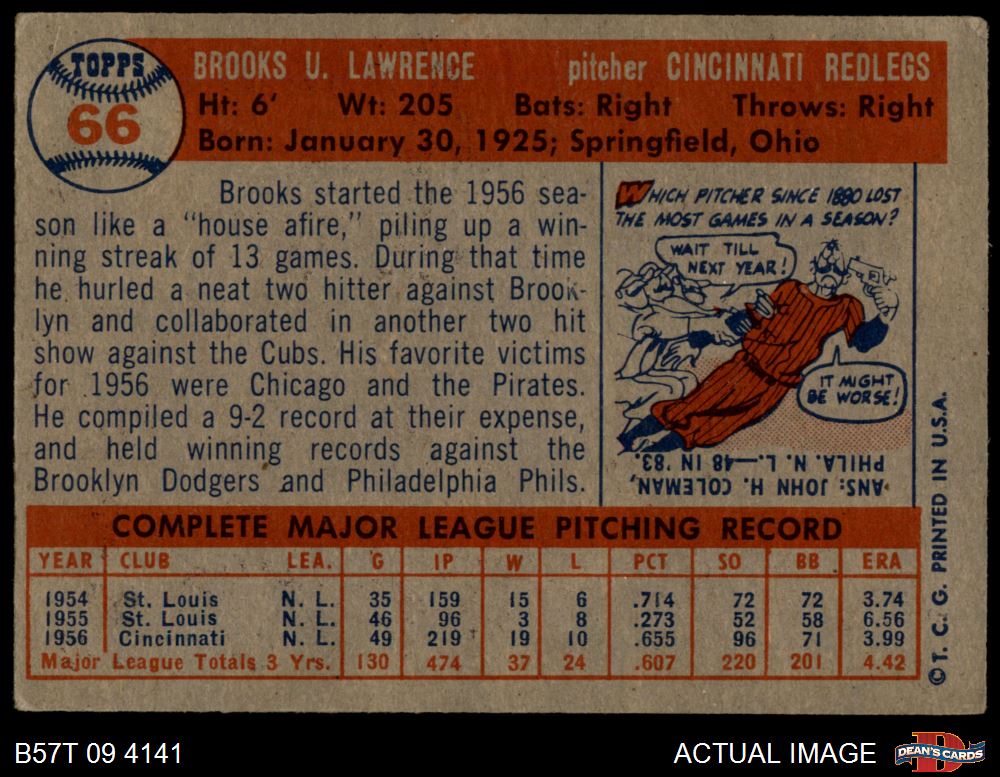 TOPPS
66
BROOKS U. LAWRENCE pitcher CINCINNATI REDLEGS
Ht: 6' Wt: 205 Bats: Right Throws: Right
Born: January 30, 1925; Springfield, Ohio
Brooks started the 1956 sea-
son like a "house afire," piling up a win-
ning streak of 13 games. During that time
he hurled a neat two hitter against Brook-
lyn and collaborated in another two hit
show against the Cubs. His favorite victims
for 1956 were Chicago and the Pirates.
He compiled a 9-2 record at their expense,
and held winning records against the
Brooklyn Dodgers and Philadelphia Phils.
WHICH PITCHER SINCE 1880 LOST
THE MOST GAMES IN A SEASON?
WAIT TILL
NEXT YEAR!
IT MIGHT
BE WORSE!
ANS: JOHN H. COLEMAN,
PHILA. N. L.—48 IN '83.
COMPLETE MAJOR LEAGUE PITCHING RECORD
YEAR CLUB LEA. G IP W L PCT SO BB ERA
1954 St. Louis N. L. 35 159 15 6 .714 72 72 3.74
1955 St. Louis N. L. 46 96 3 8 .273 52 58 6.56
1956 Cincinnati N. L. 49 219 19 10 .655 96 71 3.99
Major League Totals 3 Yrs. 130 474 37 24 .607 220 201 4.42
© T. C. G. PRINTED IN U.S.A.
B57T 09 4141
ACTUAL IMAGE
D
DEAN'S CARDS